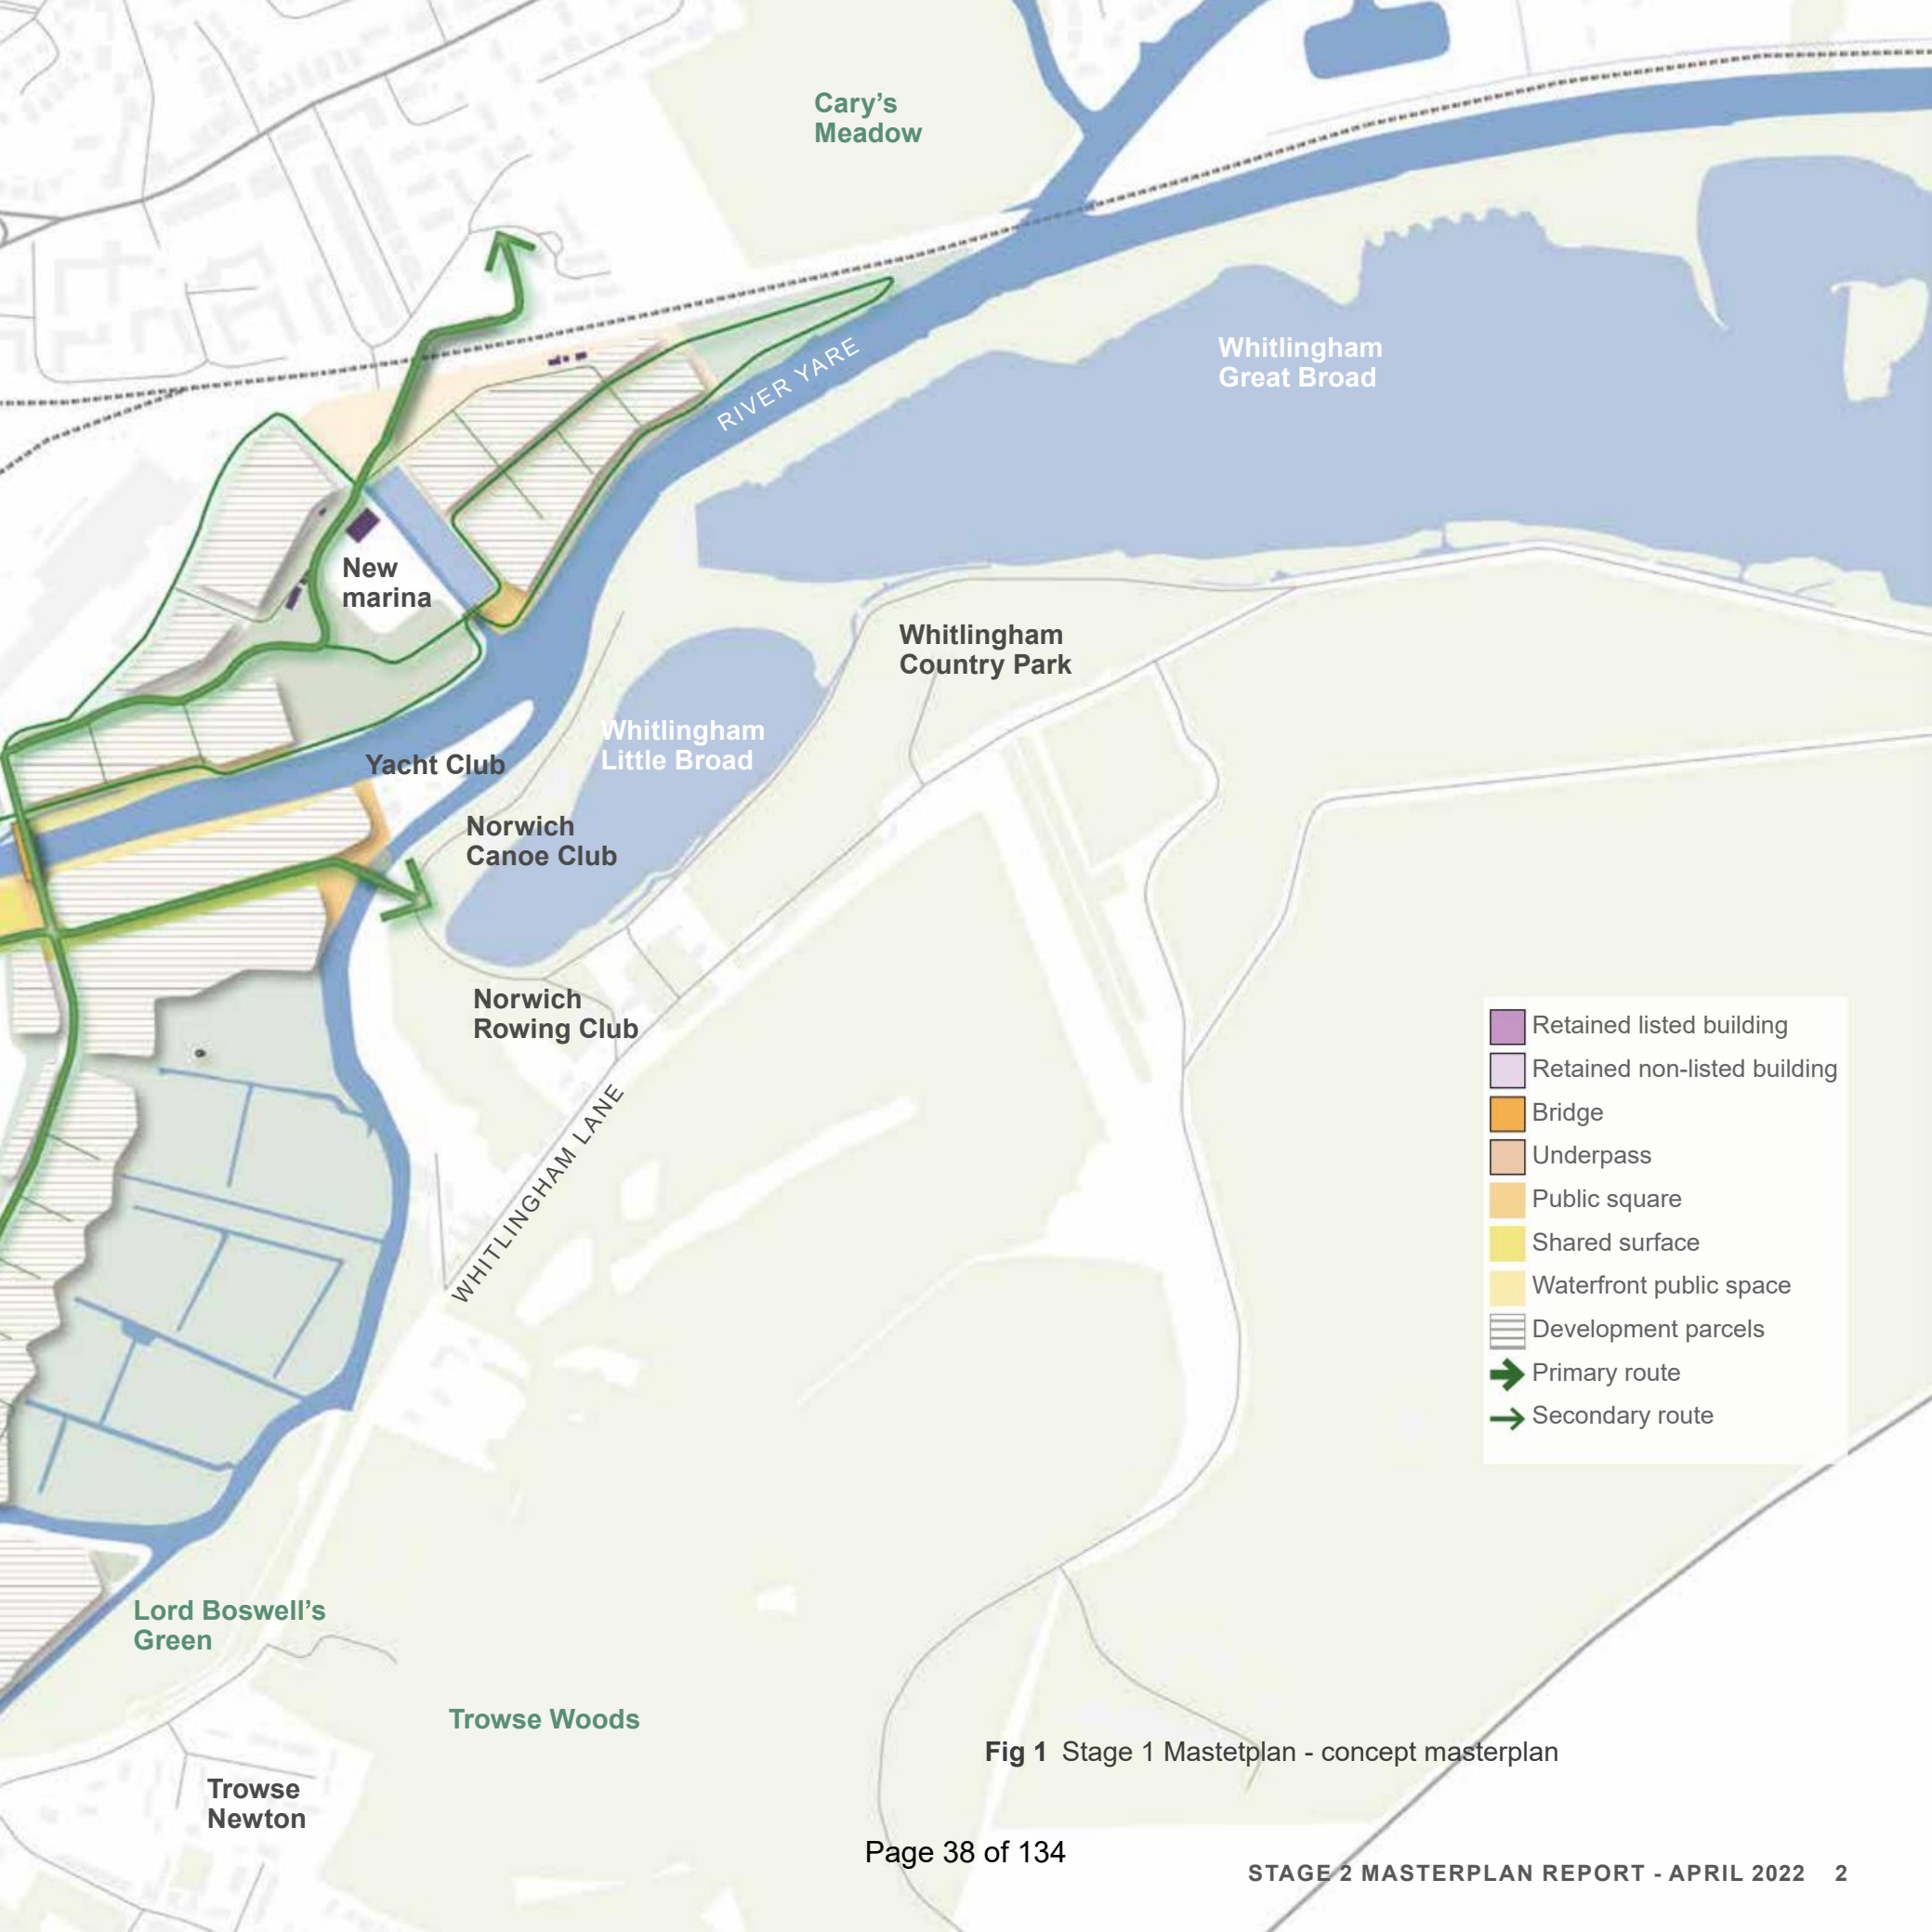 Cary’s
Meadow
RIVER YARE
Whitlingham
Great Broad
New
marina
Whitlingham
Country Park
Whitlingham
Little Broad
Yacht Club
Norwich
Canoe Club
Norwich
Rowing Club
WHITLINGHAM LANE
Retained listed building
Retained non-listed building
Bridge
Underpass
Public square
Shared surface
Waterfront public space
Development parcels
Primary route
Secondary route
Lord Boswell’s
Green
Trowse Woods
Trowse
Newton
Fig 1 Stage 1 Mastetplan - concept masterplan
Page 38 of 134
STAGE 2 MASTERPLAN REPORT - APRIL 2022 2